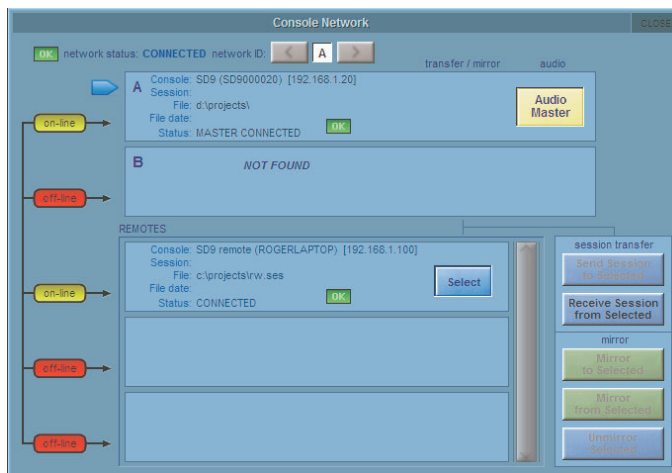 Console Network
CLOSE
OK network status: CONNECTED network ID: < A >
transfer / mirror audio
A Console: SD9 (SD9000020) [192.168.1.20]
Session:
File: d:\projects\
File date:
Status: MASTER CONNECTED OK
Audio
Master
on-line
B NOT FOUND
off-line
REMOTES
Console: SD9 remote (ROGERLAPTOP) [192.168.1.100]
Session:
File: c:\projects\rw.ses
File date:
Status: CONNECTED OK
Select
on-line
off-line
off-line
session transfer
Send Session
to Selected
Receive Session
from Selected
mirror
Mirror
to Selected
Mirror
from Selected
Unmirror
Selected